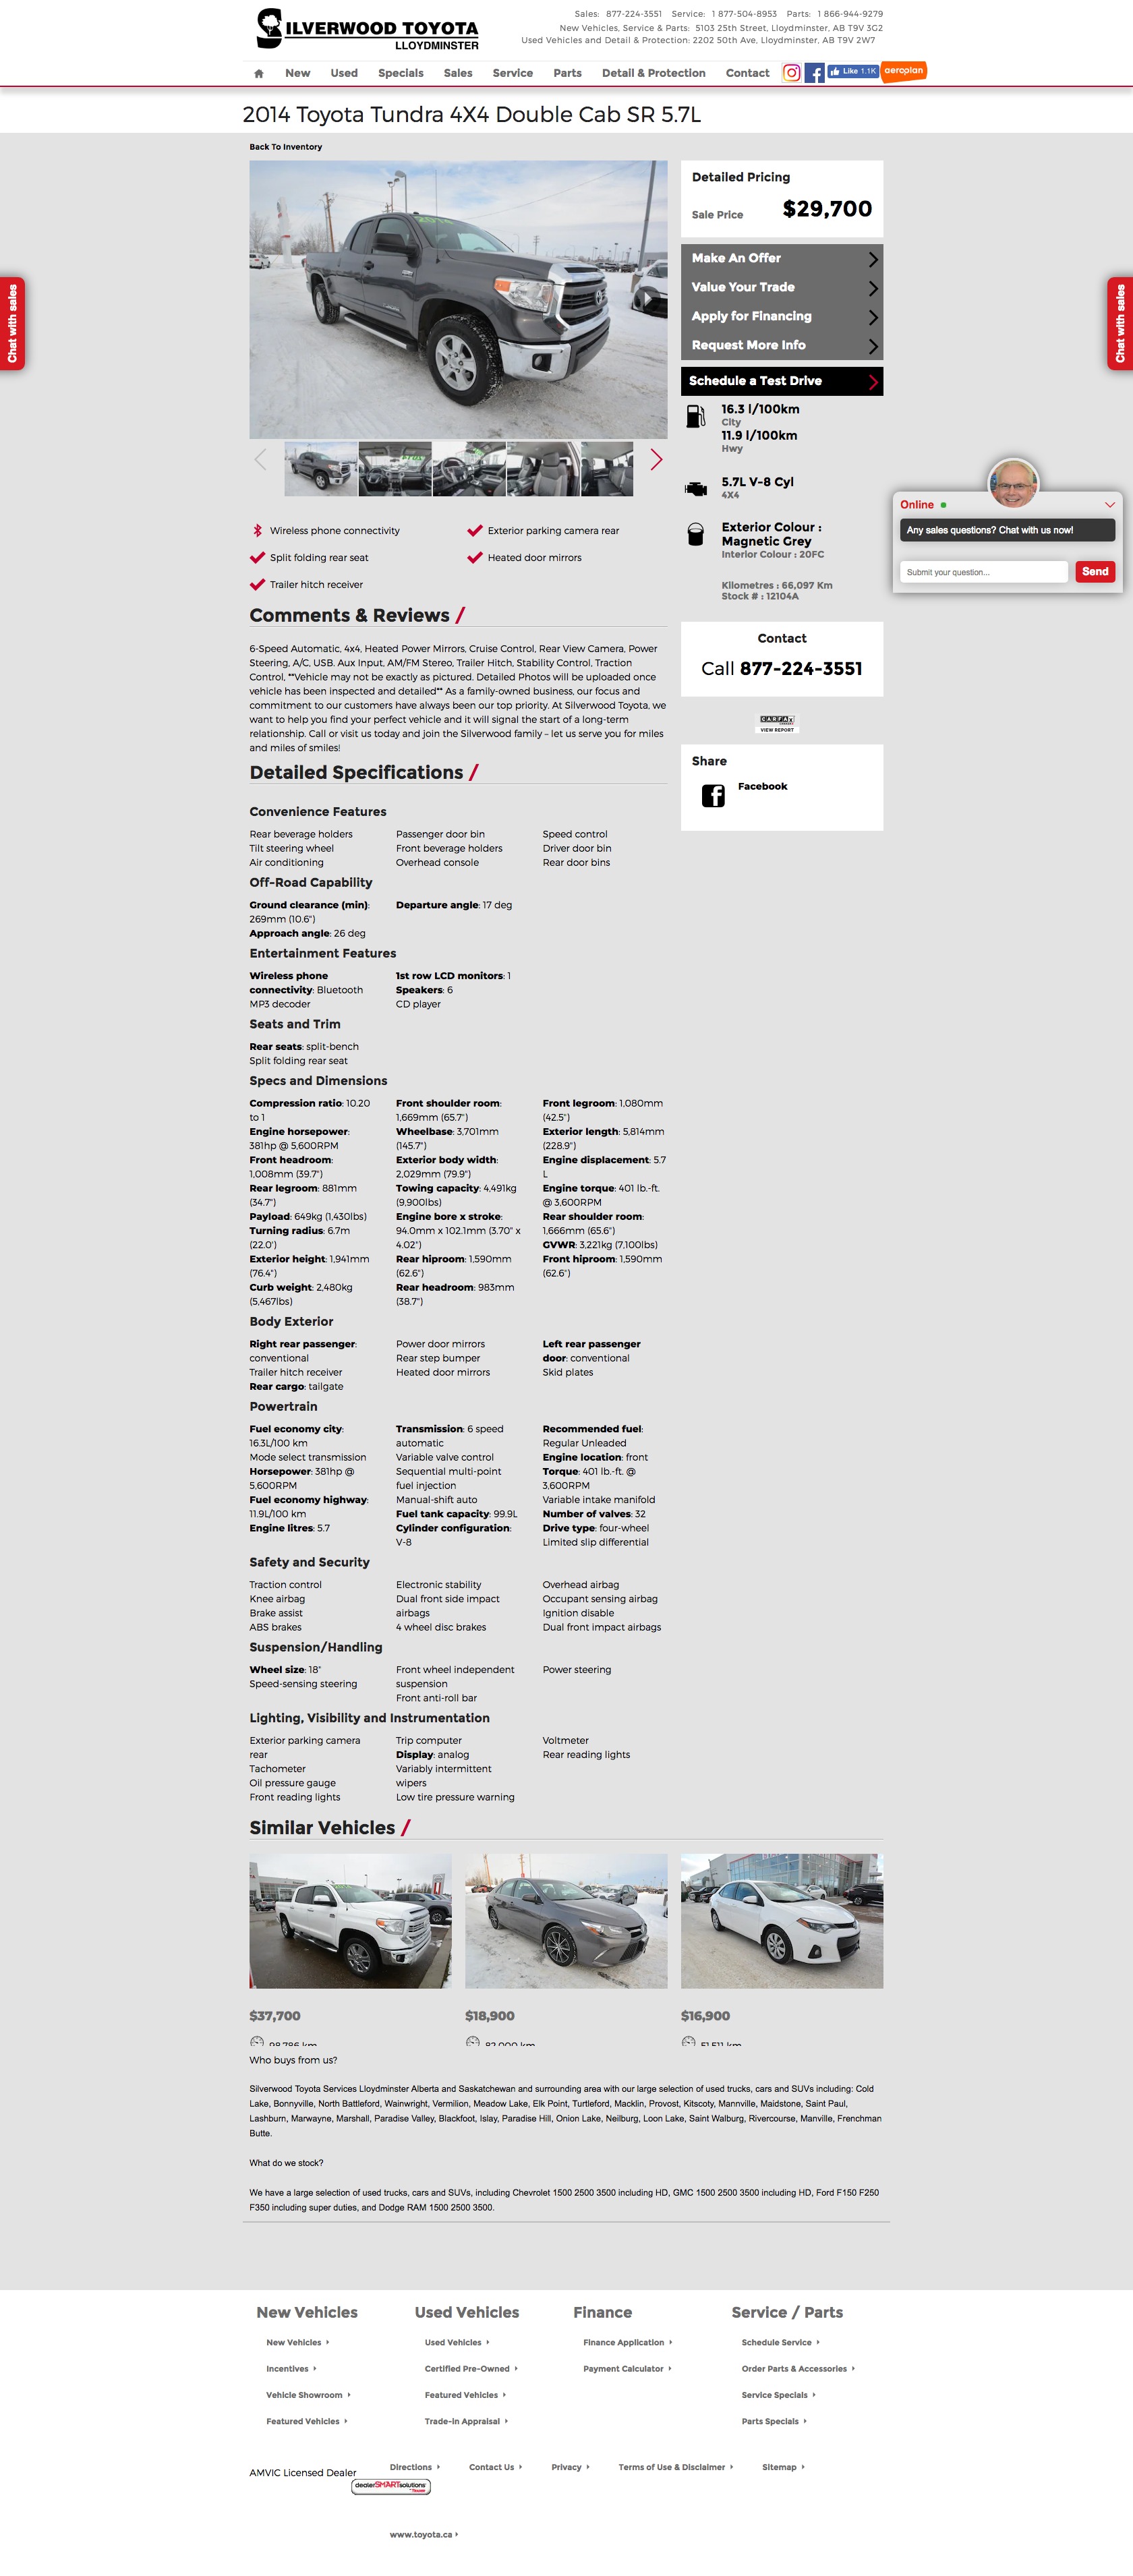 SILVERWOOD TOYOTA
LLOYDMINSTER
Sales: 877-224-3551 Service: 1 877-504-8953 Parts: 1 866-944-9279
New Vehicles, Service & Parts: 5103 25th Street, Lloydminster, AB T9V 3G2
Used Vehicles and Detail & Protection: 2202 50th Ave, Lloydminster, AB T9V 2W7
New Used Specials Sales Service Parts Detail & Protection Contact
Like 1.1K
aeroplan
2014 Toyota Tundra 4X4 Double Cab SR 5.7L
Back To Inventory
2014
Detailed Pricing
Sale Price $29,700
Make An Offer
Value Your Trade
Apply for Financing
Request More Info
Schedule a Test Drive
16.3 l/100km
City
11.9 l/100km
Hwy
5.7L V-8 Cyl
4X4
Exterior Colour :
Magnetic Grey
Interior Colour : 20FC
Kilometres : 66,097 Km
Stock # : 12104A
Chat with sales
Chat with sales
Online
Any sales questions? Chat with us now!
Submit your question...
Send
Wireless phone connectivity
Exterior parking camera rear
Split folding rear seat
Heated door mirrors
Trailer hitch receiver
Contact
Call 877-224-3551
CARFAX
VIEW REPORT
Share
Facebook
Comments & Reviews /
6-Speed Automatic, 4x4, Heated Power Mirrors, Cruise Control, Rear View Camera, Power
Steering, A/C, USB. Aux Input, AM/FM Stereo, Trailer Hitch, Stability Control, Traction
Control, **Vehicle may not be exactly as pictured. Detailed Photos will be uploaded once
vehicle has been inspected and detailed** As a family-owned business, our focus and
commitment to our customers have always been our top priority. At Silverwood Toyota, we
want to help you find your perfect vehicle and it will signal the start of a long-term
relationship. Call or visit us today and join the Silverwood family – let us serve you for miles
and miles of smiles!
Detailed Specifications /
Convenience Features
Rear beverage holders
Tilt steering wheel
Air conditioning
Passenger door bin
Front beverage holders
Overhead console
Speed control
Driver door bin
Rear door bins
Off-Road Capability
Ground clearance (min):
269mm (10.6")
Approach angle: 26 deg
Departure angle: 17 deg
Entertainment Features
Wireless phone
connectivity: Bluetooth
MP3 decoder
1st row LCD monitors: 1
Speakers: 6
CD player
Seats and Trim
Rear seats: split-bench
Split folding rear seat
Specs and Dimensions
Compression ratio: 10.20
to 1
Engine horsepower:
381hp @ 5,600RPM
Front headroom:
1,008mm (39.7")
Rear legroom: 881mm
(34.7")
Payload: 649kg (1,430lbs)
Turning radius: 6.7m
(22.0')
Exterior height: 1,941mm
(76.4")
Curb weight: 2,480kg
(5,467lbs)
Front shoulder room:
1,669mm (65.7")
Wheelbase: 3,701mm
(145.7")
Exterior body width:
2,029mm (79.9")
Towing capacity: 4,491kg
(9,900lbs)
Engine bore x stroke:
94.0mm x 102.1mm (3.70" x
4.02")
Rear hiproom: 1,590mm
(62.6")
Rear headroom: 983mm
(38.7")
Front legroom: 1,080mm
(42.5")
Exterior length: 5,814mm
(228.9")
Engine displacement: 5.7
L
Engine torque: 401 lb.-ft.
@ 3,600RPM
Rear shoulder room:
1,666mm (65.6")
GVWR: 3,221kg (7,100lbs)
Front hiproom: 1,590mm
(62.6")
Body Exterior
Right rear passenger:
conventional
Trailer hitch receiver
Rear cargo: tailgate
Power door mirrors
Rear step bumper
Heated door mirrors
Left rear passenger
door: conventional
Skid plates
Powertrain
Fuel economy city:
16.3L/100 km
Mode select transmission
Horsepower: 381hp @
5,600RPM
Fuel economy highway:
11.9L/100 km
Engine litres: 5.7
Transmission: 6 speed
automatic
Variable valve control
Sequential multi-point
fuel injection
Manual-shift auto
Fuel tank capacity: 99.9L
Cylinder configuration:
V-8
Recommended fuel:
Regular Unleaded
Engine location: front
Torque: 401 lb.-ft. @
3,600RPM
Variable intake manifold
Number of valves: 32
Drive type: four-wheel
Limited slip differential
Safety and Security
Traction control
Knee airbag
Brake assist
ABS brakes
Electronic stability
Dual front side impact
airbags
4 wheel disc brakes
Overhead airbag
Occupant sensing airbag
Ignition disable
Dual front impact airbags
Suspension/Handling
Wheel size: 18"
Speed-sensing steering
Front wheel independent
suspension
Front anti-roll bar
Power steering
Lighting, Visibility and Instrumentation
Exterior parking camera
rear
Tachometer
Oil pressure gauge
Front reading lights
Trip computer
Display: analog
Variably intermittent
wipers
Low tire pressure warning
Voltmeter
Rear reading lights
Similar Vehicles /
$37,700
98,786 km
$18,900
82,000 km
$16,900
51,511 km
Who buys from us?
Silverwood Toyota Services Lloydminster Alberta and Saskatchewan and surrounding area with our large selection of used trucks, cars and SUVs including: Cold
Lake, Bonnyville, North Battleford, Wainwright, Vermilion, Meadow Lake, Elk Point, Turtleford, Macklin, Provost, Kitscoty, Mannville, Maidstone, Saint Paul,
Lashburn, Marwayne, Marshall, Paradise Valley, Blackfoot, Islay, Paradise Hill, Onion Lake, Neilburg, Loon Lake, Saint Walburg, Rivercourse, Manville, Frenchman
Butte.
What do we stock?
We have a large selection of used trucks, cars and SUVs, including Chevrolet 1500 2500 3500 including HD, GMC 1500 2500 3500 including HD, Ford F150 F250
F350 including super duties, and Dodge RAM 1500 2500 3500.
New Vehicles
New Vehicles
Incentives
Vehicle Showroom
Featured Vehicles
Used Vehicles
Used Vehicles
Certified Pre-Owned
Featured Vehicles
Trade-in Appraisal
Finance
Finance Application
Payment Calculator
Service / Parts
Schedule Service
Order Parts & Accessories
Service Specials
Parts Specials
AMVIC Licensed Dealer
dealerSMARTsolutions
Directions Contact Us Privacy Terms of Use & Disclaimer Sitemap
www.toyota.ca